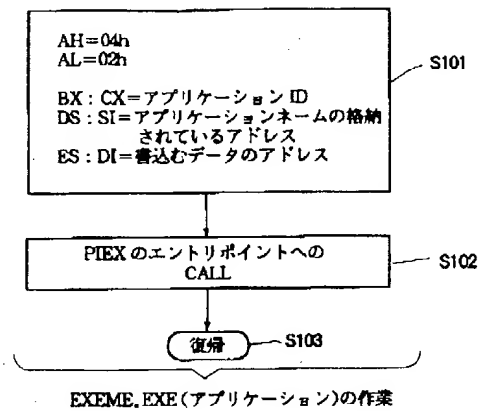 AH=04h
AL=02h
BX:CX=アプリケーションID
DS:SI=アプリケーションネームの格納
されているアドレス
ES:DI=書込むデータのアドレス
S101
PIEXのエントリポイントへの
CALL
S102
復帰
S103
EXEME.EXE(アプリケーション)の作業